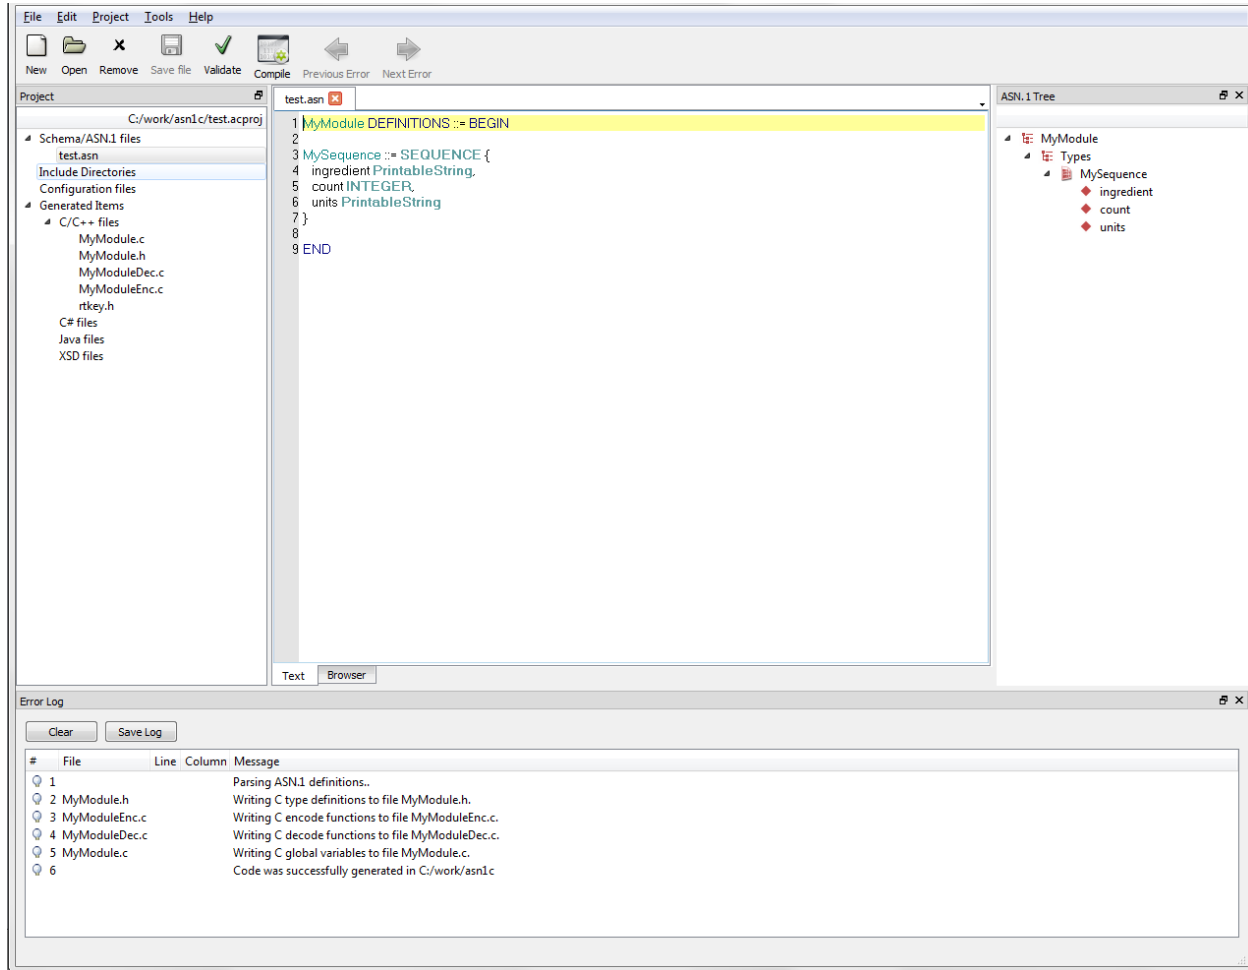 File Edit Project Tools Help
New Open Remove Save file Validate Compile Previous Error Next Error
Project
C:/work/asn1c/test.acproj
Schema/ASN.1 files
test.asn
Include Directories
Configuration files
Generated Items
C/C++ files
MyModule.c
MyModule.h
MyModuleDec.c
MyModuleEnc.c
rtkey.h
C# files
Java files
XSD files
test.asn
1 MyModule DEFINITIONS ::= BEGIN
2
3 MySequence ::= SEQUENCE {
4 ingredient PrintableString,
5 count INTEGER,
6 units PrintableString
7 }
8
9 END
Text Browser
ASN.1 Tree
MyModule
Types
MySequence
ingredient
count
units
Error Log
Clear Save Log
# File Line Column Message
1 Parsing ASN.1 definitions..
2 MyModule.h Writing C type definitions to file MyModule.h.
3 MyModuleEnc.c Writing C encode functions to file MyModuleEnc.c.
4 MyModuleDec.c Writing C decode functions to file MyModuleDec.c.
5 MyModule.c Writing C global variables to file MyModule.c.
6 Code was successfully generated in C:/work/asn1c